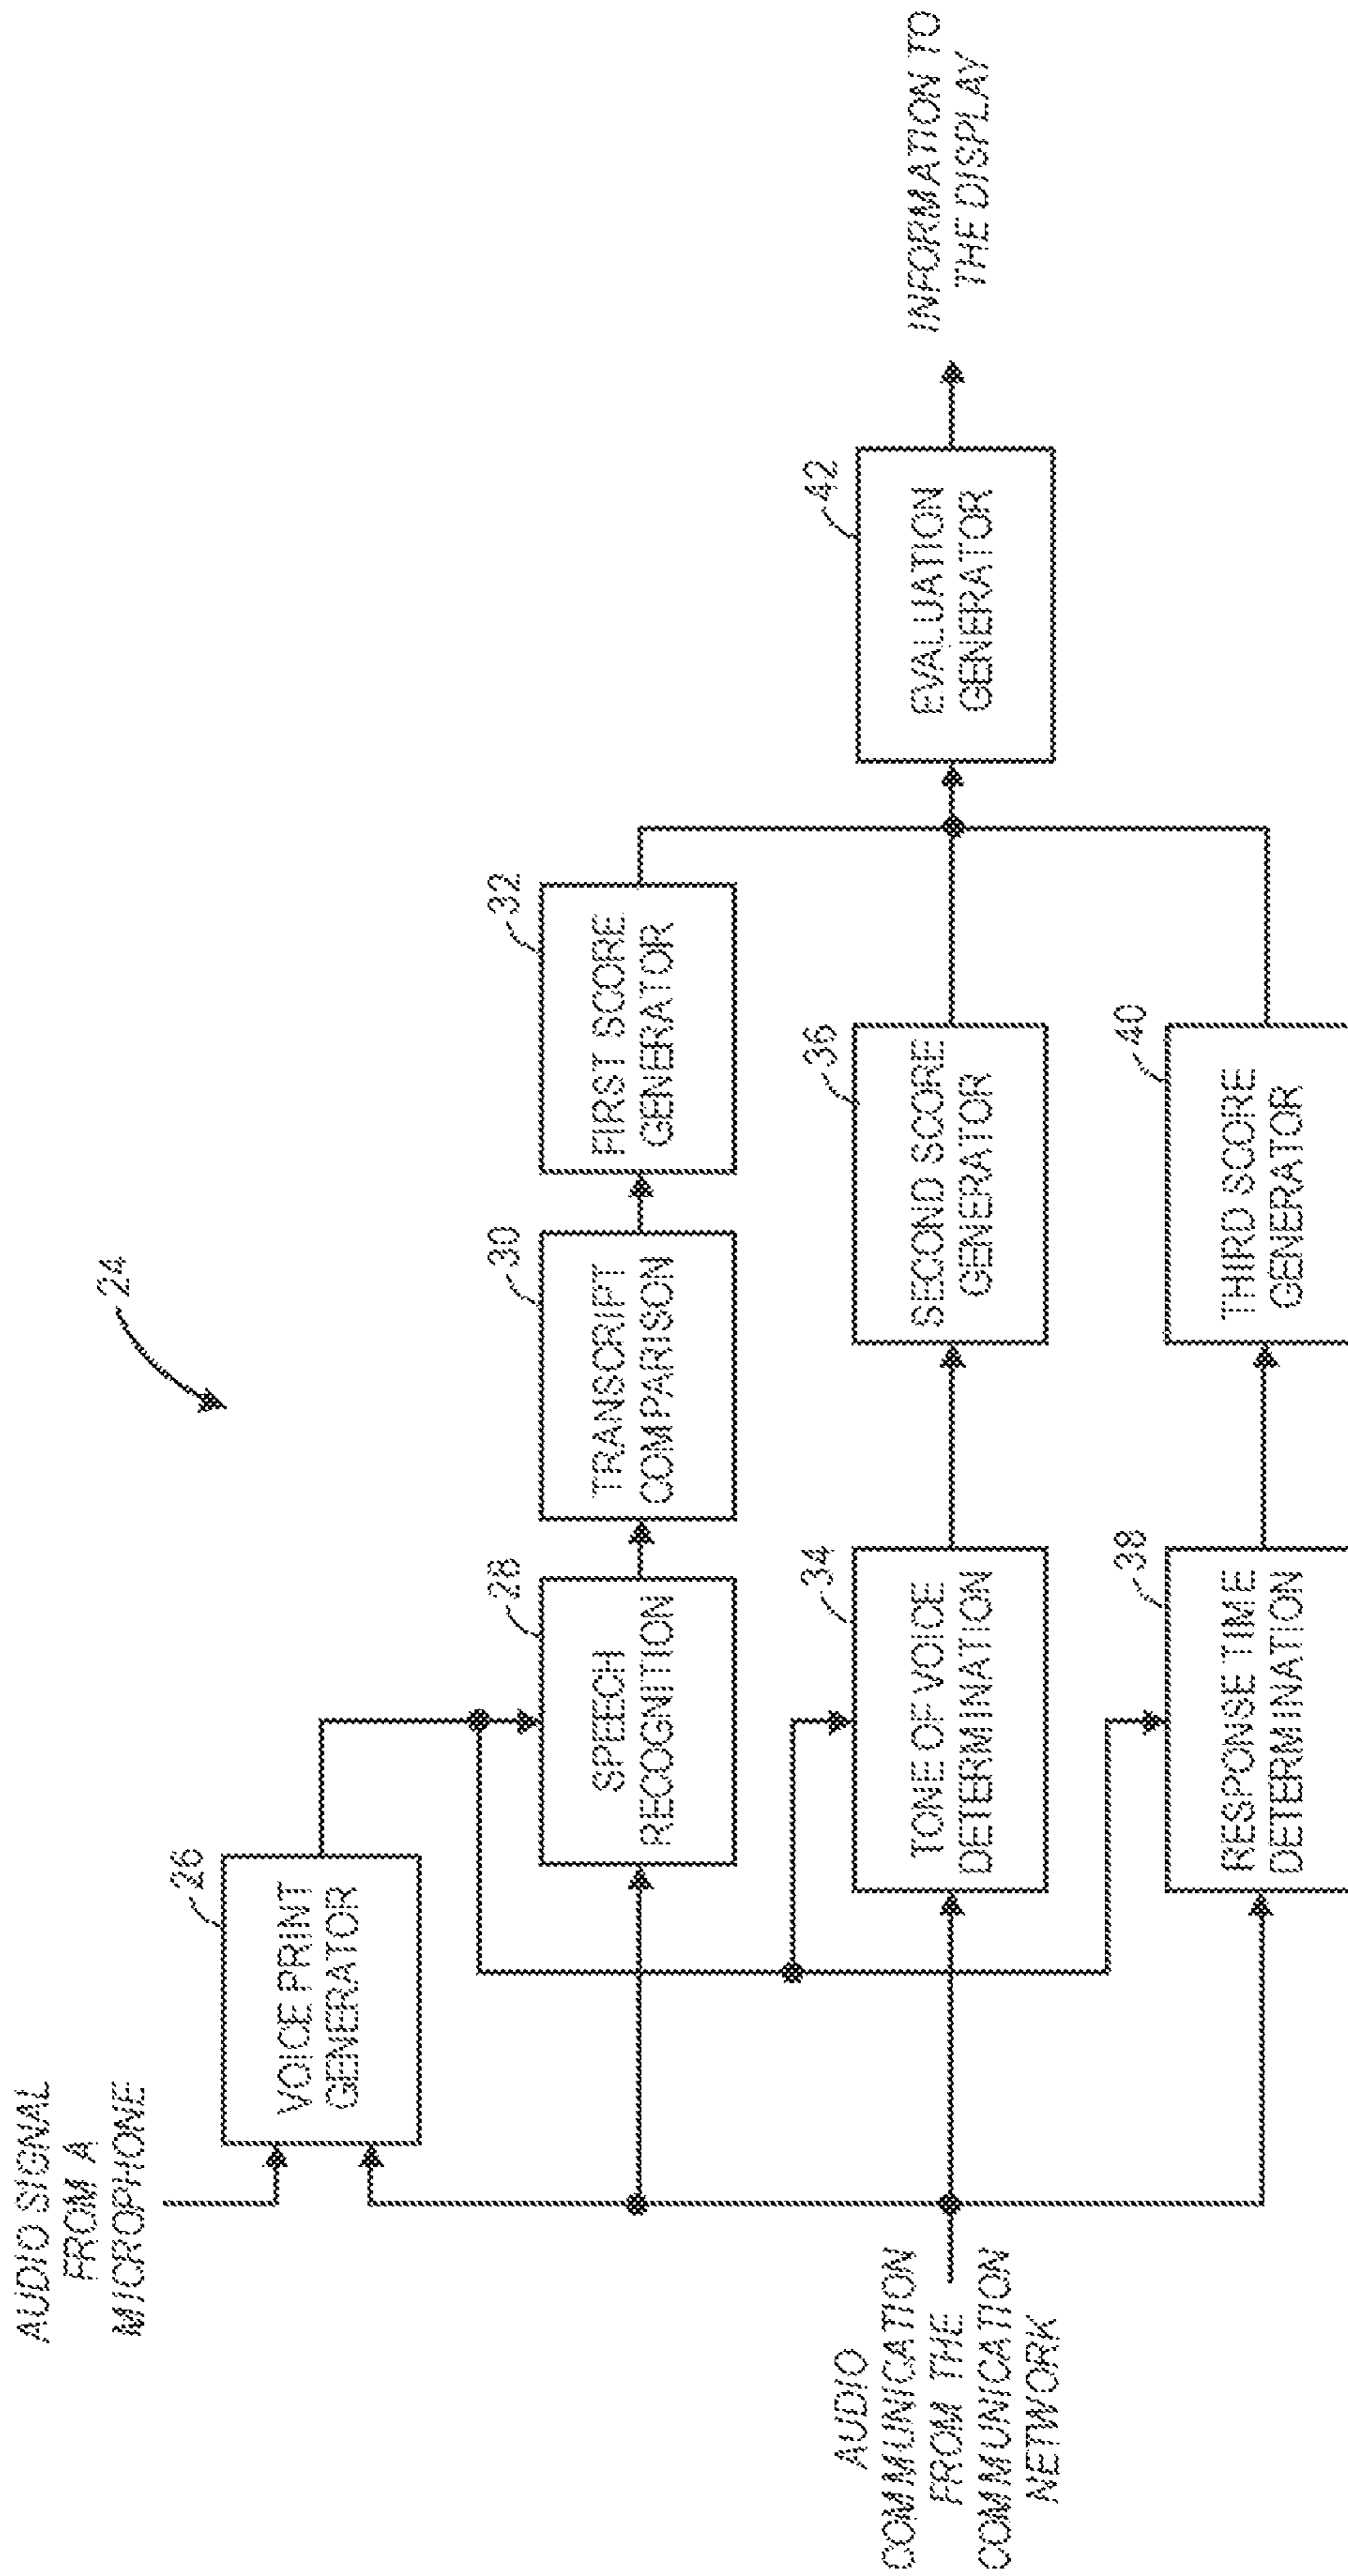 24
AUDIO SIGNAL
FROM A
MICROPHONE
26
VOICE PRINT
GENERATOR
28
SPEECH
RECOGNITION
30
TRANSCRIPT
COMPARISON
32
FIRST SCORE
GENERATOR
AUDIO
COMMUNICATION
FROM THE
COMMUNICATION
NETWORK
34
TONE OF VOICE
DETERMINATION
36
SECOND SCORE
GENERATOR
42
EVALUATION
GENERATOR
INFORMATION TO
THE DISPLAY
38
RESPONSE TIME
DETERMINATION
40
THIRD SCORE
GENERATOR